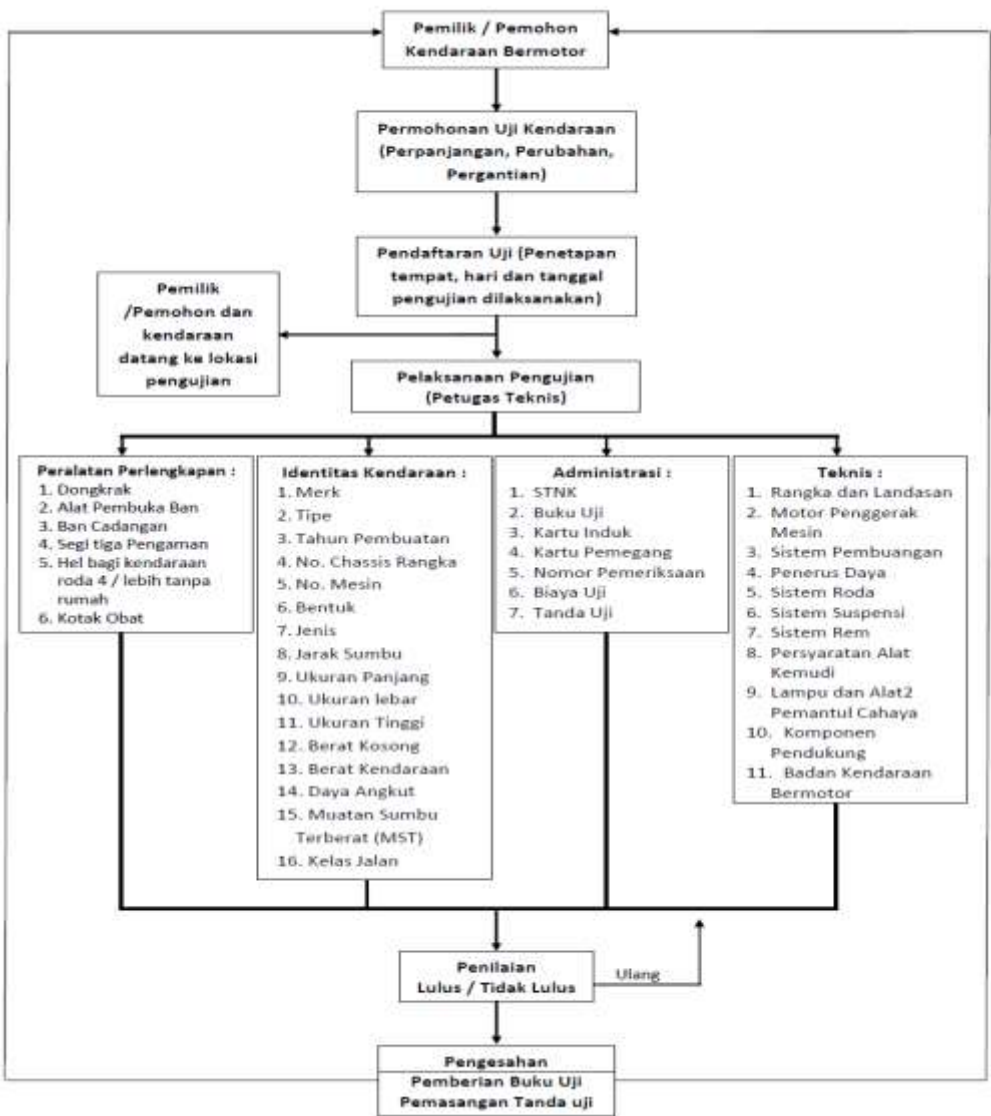 Pemilik / Pemohon
Kendaraan Bermotor
Permohonan Uji Kendaraan
(Perpanjangan, Perubahan,
Pergantian)
Pendaftaran Uji (Penetapan
tempat, hari dan tanggal
pengujian dilaksanakan)
Pemilik
/Pemohon dan
kendaraan
datang ke lokasi
pengujian
Pelaksanaan Pengujian
(Petugas Teknis)
Peralatan Perlengkapan :
1. Dongkrak
2. Alat Pembuka Ban
3. Ban Cadangan
4. Segi tiga Pengaman
5. Hel bagi kendaraan
roda 4 / lebih tanpa
rumah
6. Kotak Obat
Identitas Kendaraan :
1. Merk
2. Tipe
3. Tahun Pembuatan
4. No. Chassis Rangka
5. No. Mesin
6. Bentuk
7. Jenis
8. Jarak Sumbu
9. Ukuran Panjang
10. Ukuran lebar
11. Ukuran Tinggi
12. Berat Kosong
13. Berat Kendaraan
14. Daya Angkut
15. Muatan Sumbu
Terberat (MST)
16. Kelas Jalan
Administrasi :
1. STNK
2. Buku Uji
3. Kartu Induk
4. Kartu Pemegang
5. Nomor Pemeriksaan
6. Biaya Uji
7. Tanda Uji
Teknis :
1. Rangka dan Landasan
2. Motor Penggerak
Mesin
3. Sistem Pembuangan
4. Penerus Daya
5. Sistem Roda
6. Sistem Suspensi
7. Sistem Rem
8. Persyaratan Alat
Kemudi
9. Lampu dan Alat2
Pemantul Cahaya
10. Komponen
Pendukung
11. Badan Kendaraan
Bermotor
Penilaian
Lulus / Tidak Lulus
Ulang
Pengesahan
Pemberian Buku Uji
Pemasangan Tanda uji